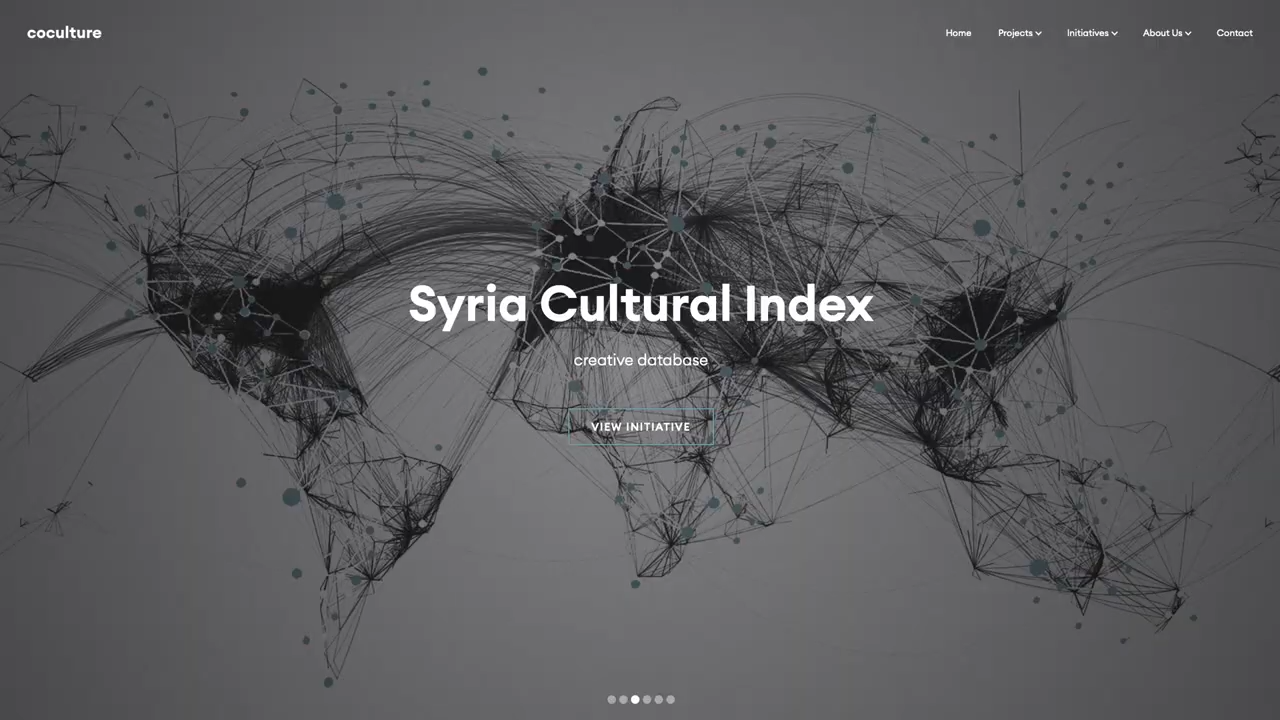 coculture
Home Projects Initiatives About Us Contact
Syria Cultural Index
creative database
VIEW INITIATIVE